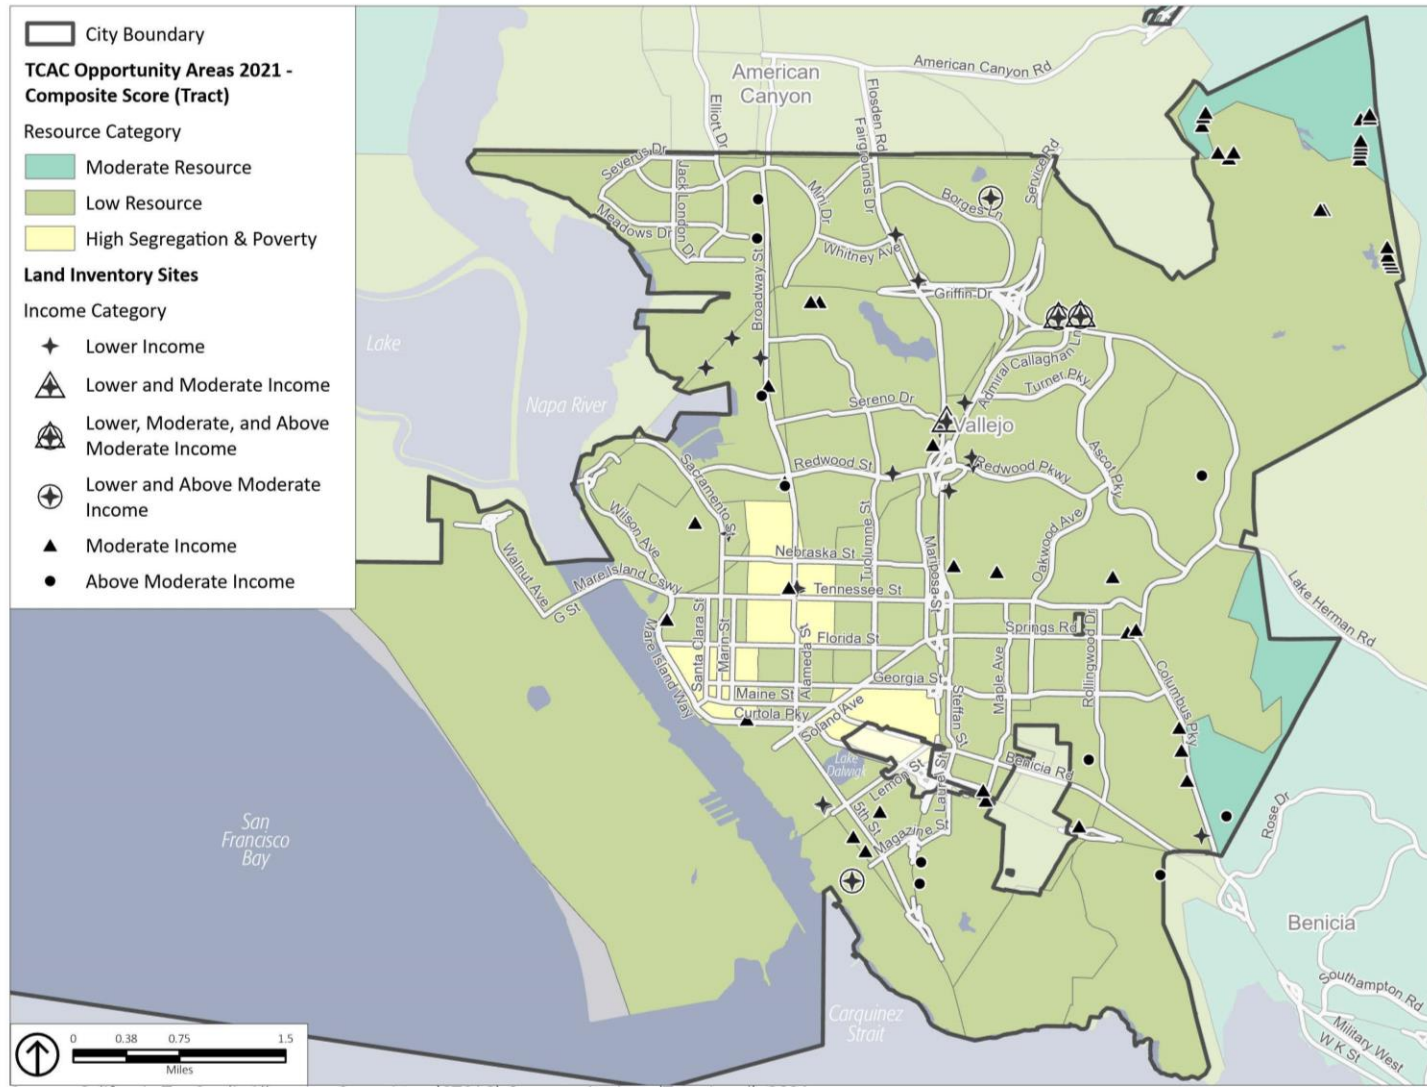 City Boundary
TCAC Opportunity Areas 2021 -
Composite Score (Tract)
Resource Category
Moderate Resource
Low Resource
High Segregation & Poverty
Land Inventory Sites
Income Category
Lower Income
Lower and Moderate Income
Lower, Moderate, and Above
Moderate Income
Lower and Above Moderate
Income
Moderate Income
Above Moderate Income
American Canyon Rd
American
Canyon
Elliott Dr
Flosden Rd
Fairgrounds Dr
Service Rd
Severus Dr
Jack London Dr
Meadows Dr
Broadway St
Mini Dr
Whitney Ave
Borges Ln
Griffin Dr
Lake
Napa River
Admiral Callaghan Ln
Turner Pky
Sereno Dr
Vallejo
Ascot Pky
Redwood St
Redwood Pkwy
Sacramento St
Wilson Ave
Tuolumne St
Oakwood Ave
Nebraska St
Mariposa St
Walnut Ave
G St
Mare Island Cswy
Tennessee St
Lake Herman Rd
Santa Clara St
Marin St
Florida St
Springs Rd
Mare Island Way
Alameda St
Georgia St
Maple Ave
Rollingwood Dr
Columbus Pky
Maine St
Curtola Pky
Solano Ave
Steffan St
Lake
Dalwigk
Lemon St
Laurel St
Benicia Rd
5th St
Magazine St
Rose Dr
San
Francisco
Bay
Benicia
Carquinez
Strait
Southampton Rd
Military West
W K St
0 0.38 0.75 1.5
Miles